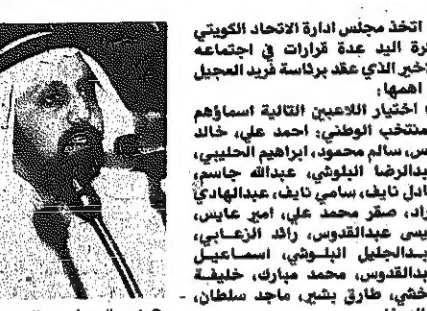 اتخذ مجلس ادارة الاتحاد الكويتي
رة اليد عدة قرارات في اجتماعه
خير الذي عقد برئاسة فريد العجيل
اهمها:
اختيار اللاعبين التالية اسماؤهم
منتخب الوطني: احمد علي، خالد
س، سالم محمود، ابراهيم الحليبي،
بدالرضا البلوشي، عبدالله جاسم،
ادل نايف، سامي نايف، عبدالهادي
راد، صقر محمد علي، امير عايس،
يسى عبدالقدوس، رائد الزعابي،
بدالجليل البلوشي، اسماعيل
بدالقدوس، محمد مبارك، خليفة
خشي، طارق بشير، ماجد سلطان،